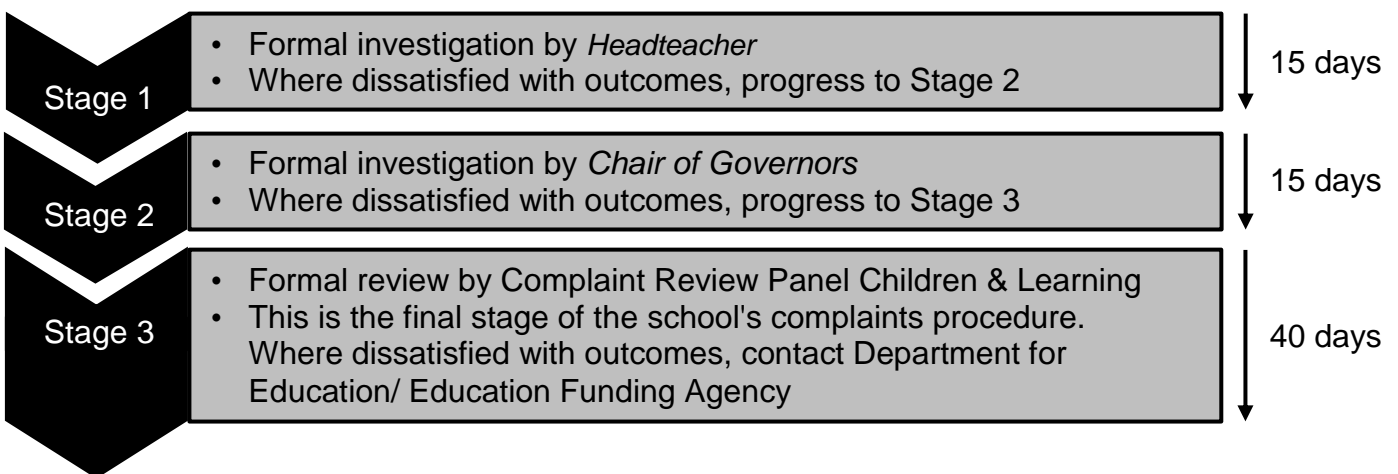 Stage 1
• Formal investigation by Headteacher
• Where dissatisfied with outcomes, progress to Stage 2
15 days
Stage 2
• Formal investigation by Chair of Governors
• Where dissatisfied with outcomes, progress to Stage 3
15 days
Stage 3
• Formal review by Complaint Review Panel Children & Learning
• This is the final stage of the school's complaints procedure.
Where dissatisfied with outcomes, contact Department for
Education/ Education Funding Agency
40 days